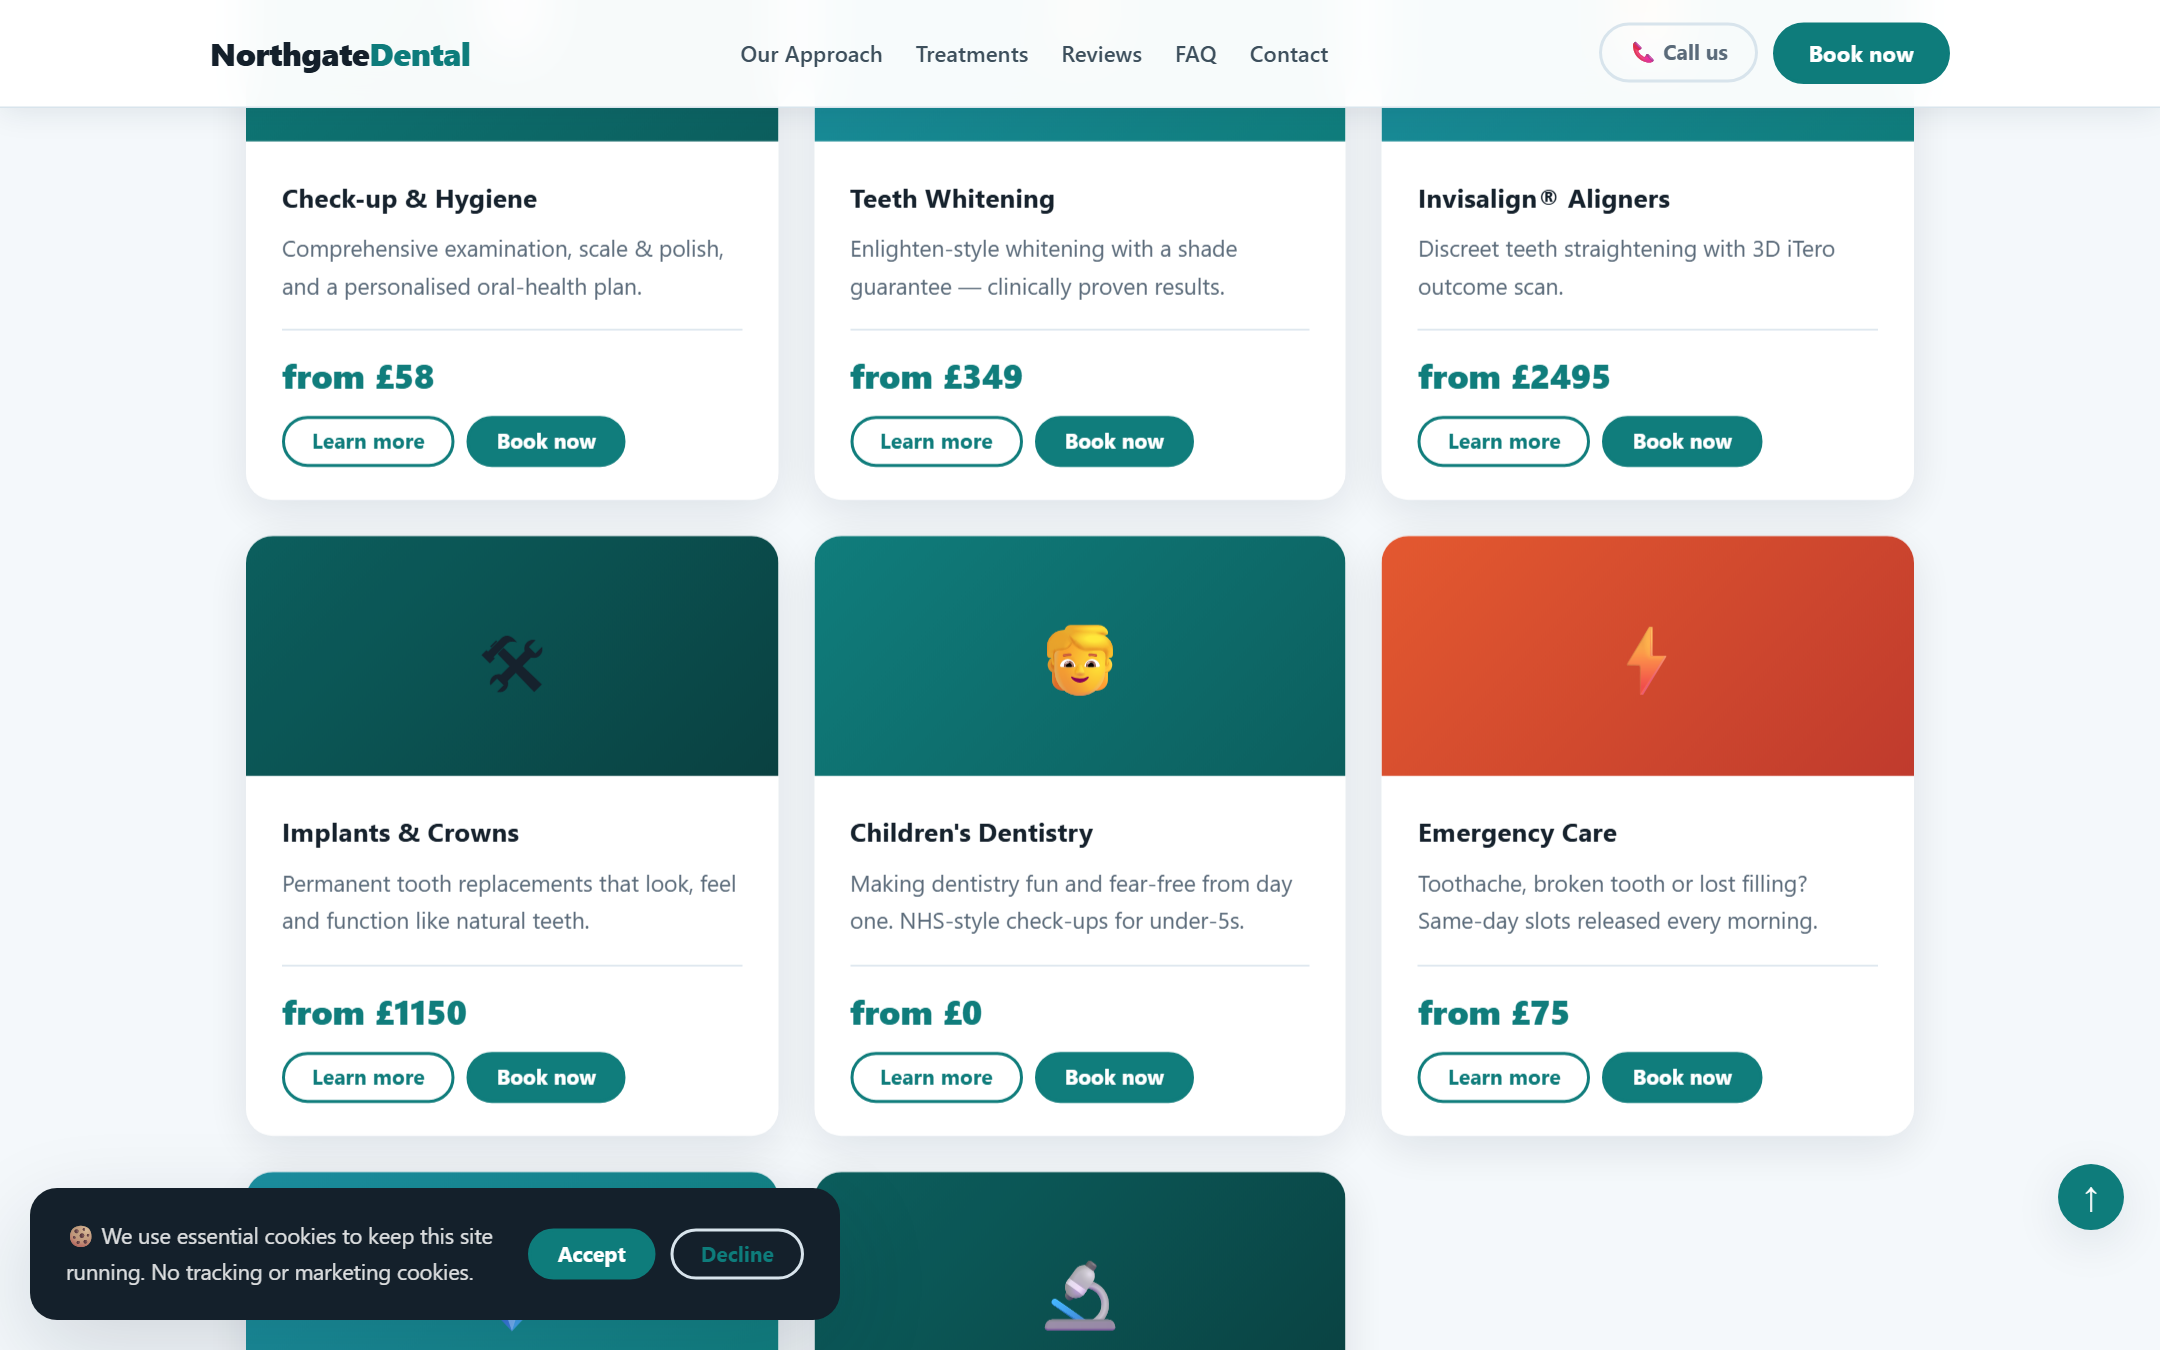 NorthgateDental
Our Approach
Treatments
Reviews
FAQ
Contact
Call us
Book now
Check-up & Hygiene
Comprehensive examination, scale & polish,
and a personalised oral-health plan.
from £58
Learn more
Book now
Teeth Whitening
Enlighten-style whitening with a shade
guarantee — clinically proven results.
from £349
Learn more
Book now
Invisalign® Aligners
Discreet teeth straightening with 3D iTero
outcome scan.
from £2495
Learn more
Book now
Implants & Crowns
Permanent tooth replacements that look, feel
and function like natural teeth.
from £1150
Learn more
Book now
Children's Dentistry
Making dentistry fun and fear-free from day
one. NHS-style check-ups for under-5s.
from £0
Learn more
Book now
Emergency Care
Toothache, broken tooth or lost filling?
Same-day slots released every morning.
from £75
Learn more
Book now
We use essential cookies to keep this site
running. No tracking or marketing cookies.
Accept
Decline
↑